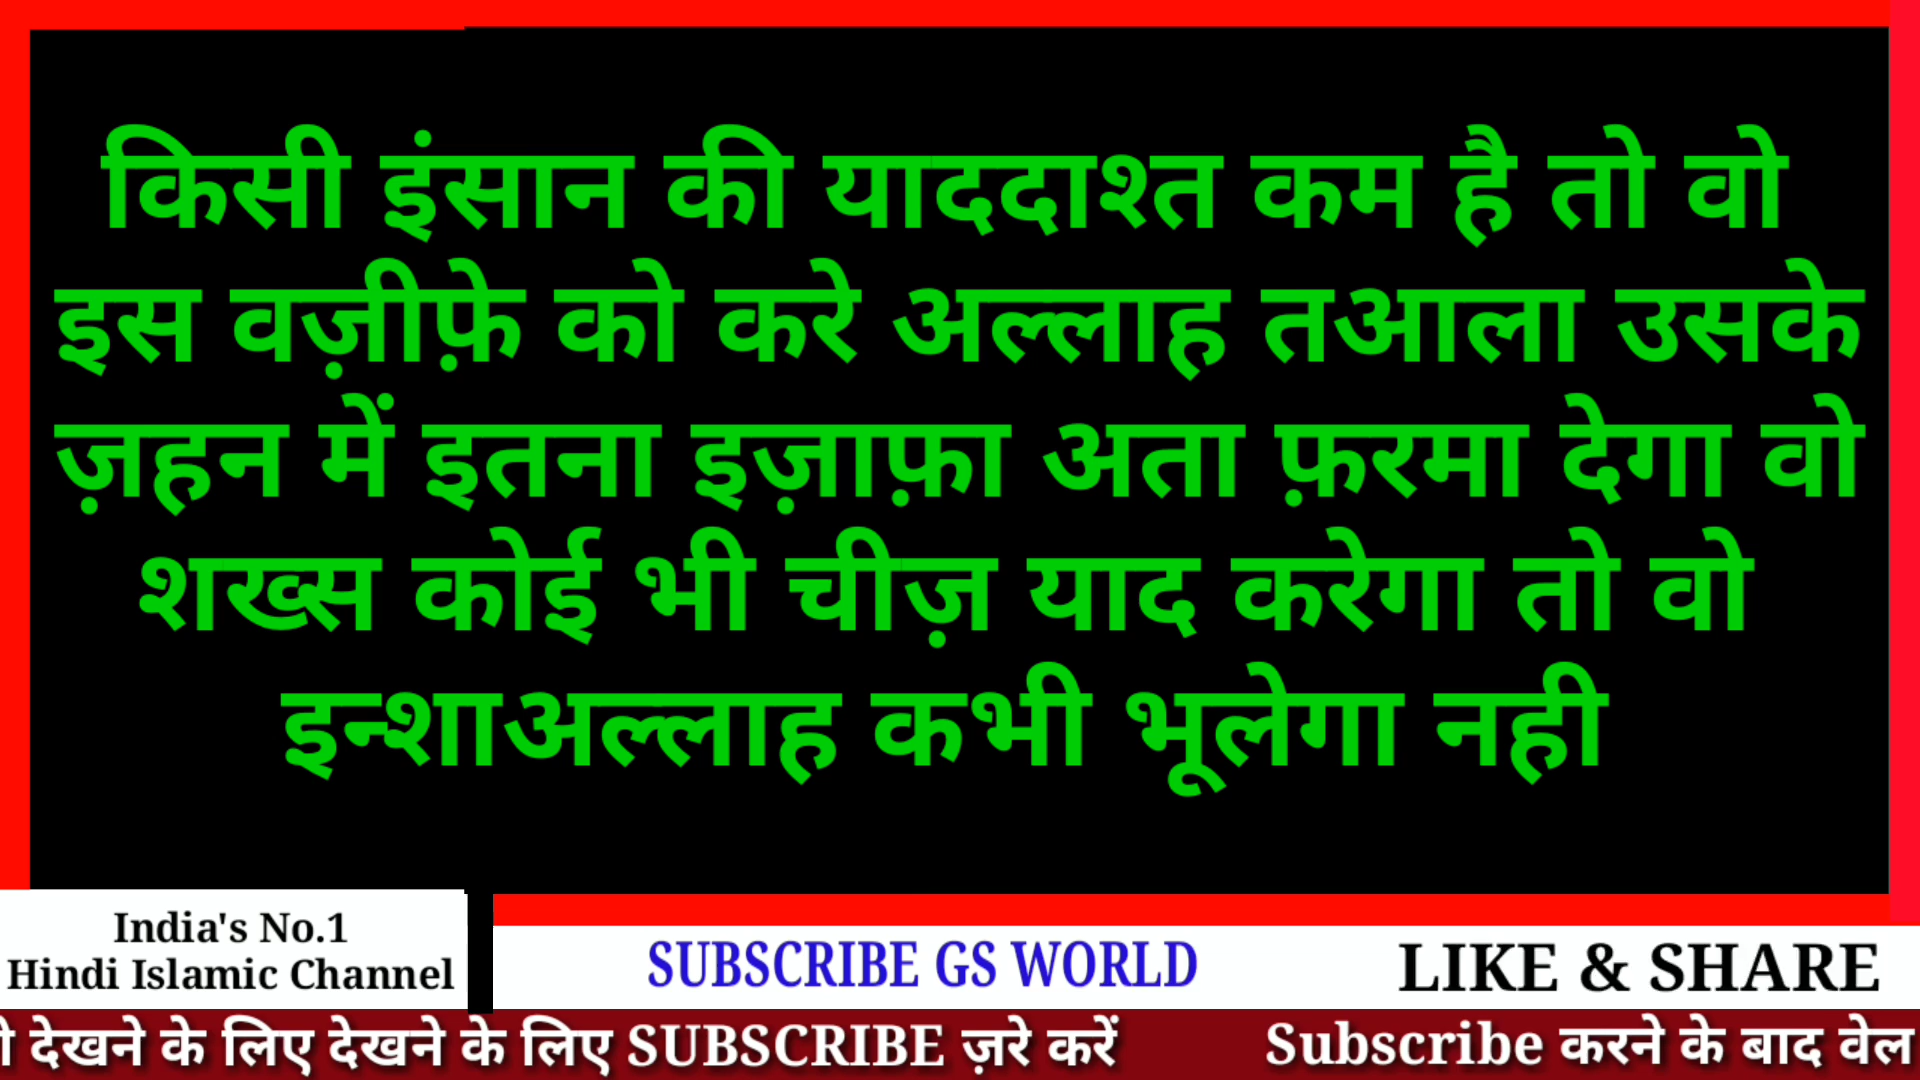 किसी इंसान की याददाश्त कम है तो वो
इस वज़ीफ़े को करे अल्लाह तआला उसके
ज़हन में इतना इज़ाफ़ा अता फ़रमा देगा वो
शख्स कोई भी चीज़ याद करेगा तो वो
इन्शाअल्लाह कभी भूलेगा नही
India's No.1
Hindi Islamic Channel
SUBSCRIBE GS WORLD
LIKE & SHARE
देखने के लिए देखने के लिए SUBSCRIBE ज़रे करें Subscribe करने के बाद वेल